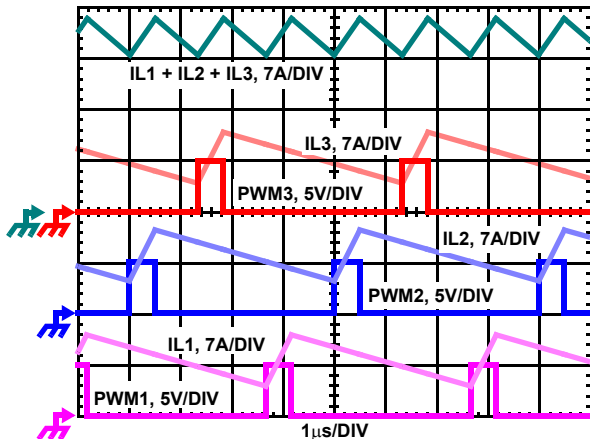 IL1 + IL2 + IL3, 7A/DIV
IL3, 7A/DIV
PWM3, 5V/DIV
IL2, 7A/DIV
PWM2, 5V/DIV
IL1, 7A/DIV
PWM1, 5V/DIV
1μs/DIV